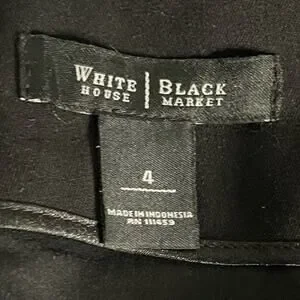 WHITE | BLACK
HOUSE | MARKET
4
MADE IN INDONESIA
RN 111459